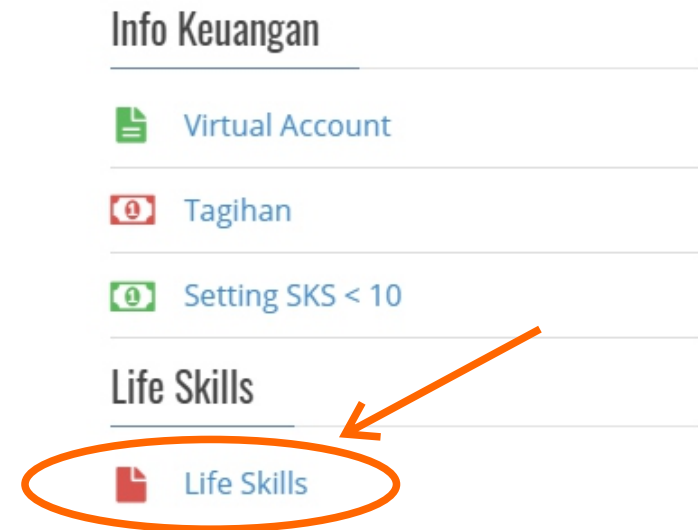 Info Keuangan
Virtual Account
Tagihan
Setting SKS < 10
Life Skills
Life Skills